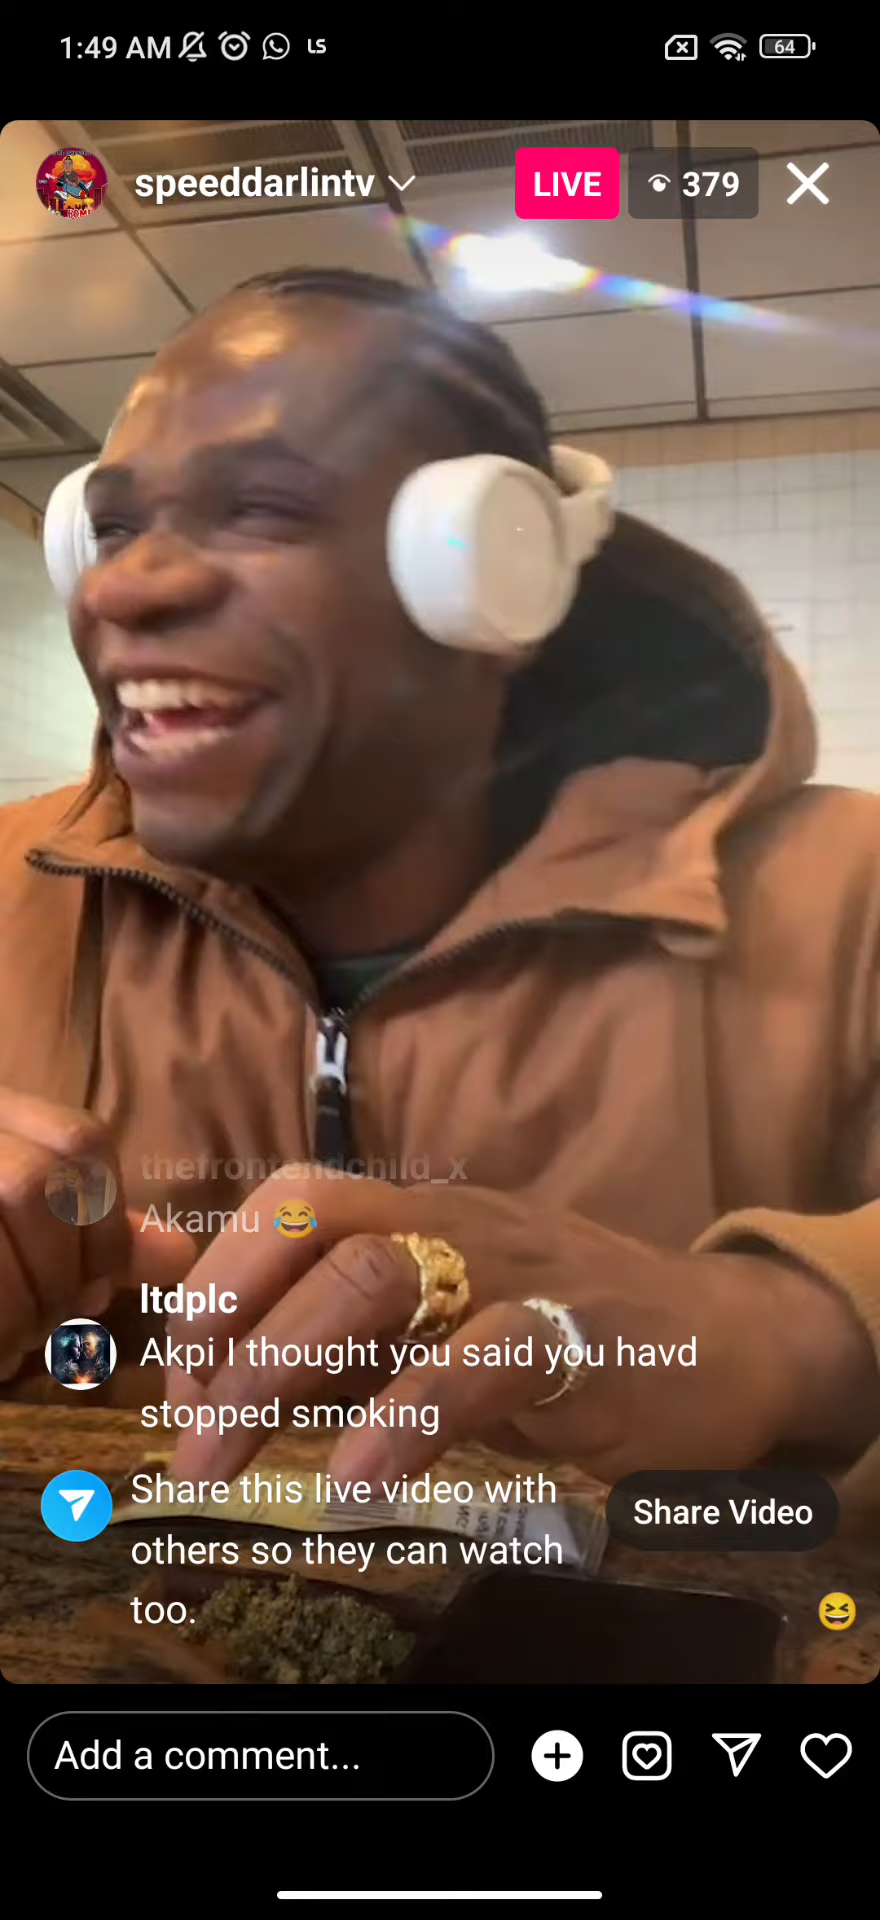 1:49 AM LS 64
speeddarlintv LIVE 379
thefrontendchild_x
Akamu 😂
ltdplc
Akpi I thought you said you havd
stopped smoking
Share this live video with
others so they can watch
too.
Share Video
Add a comment...